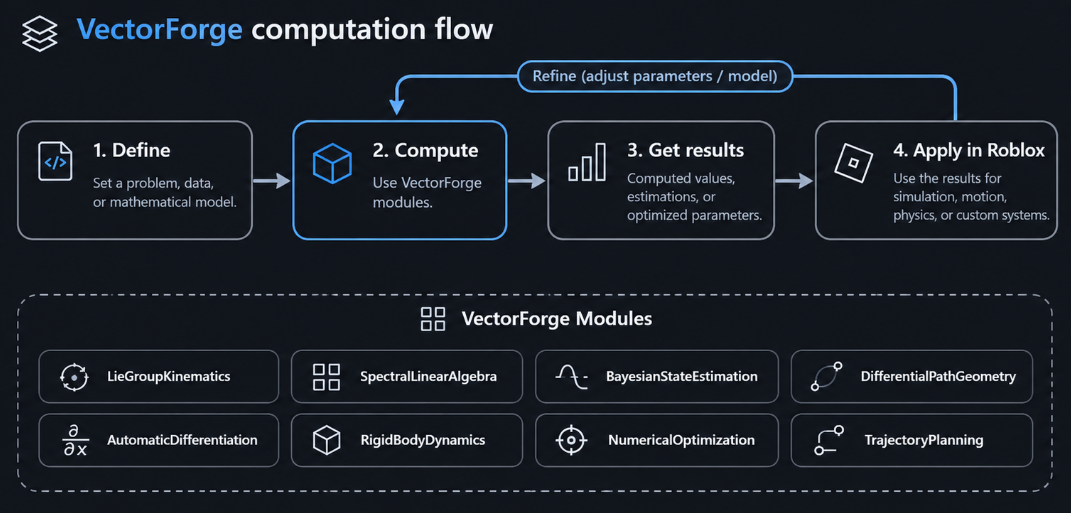 VectorForge computation flow
Refine (adjust parameters / model)
</>
1. Define
Set a problem, data,
or mathematical model.
2. Compute
Use VectorForge
modules.
3. Get results
Computed values,
estimations, or
optimized parameters.
4. Apply in Roblox
Use the results for
simulation, motion,
physics, or custom systems.
VectorForge Modules
LieGroupKinematics
SpectralLinearAlgebra
BayesianStateEstimation
DifferentialPathGeometry
∂
∂x
AutomaticDifferentiation
RigidBodyDynamics
NumericalOptimization
TrajectoryPlanning